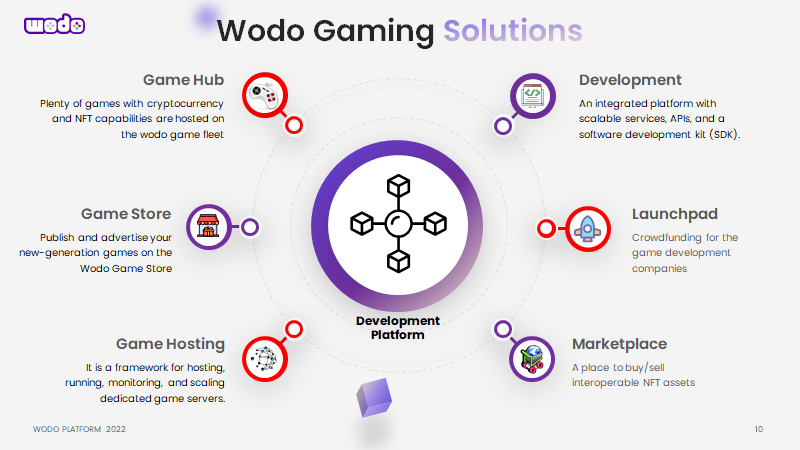 wodo
Wodo Gaming Solutions
Game Hub
Plenty of games with cryptocurrency
and NFT capabilities are hosted on
the wodo game fleet
Game Store
Publish and advertise your
new-generation games on the
Wodo Game Store
Game Hosting
It is a framework for hosting,
running, monitoring, and scaling
dedicated game servers.
Development
Platform
Development
An integrated platform with
scalable services, APIs, and a
software development kit (SDK).
Launchpad
Crowdfunding for the
game development
companies
Marketplace
A place to buy/sell
interoperable NFT assets
WODO PLATFORM 2022
10